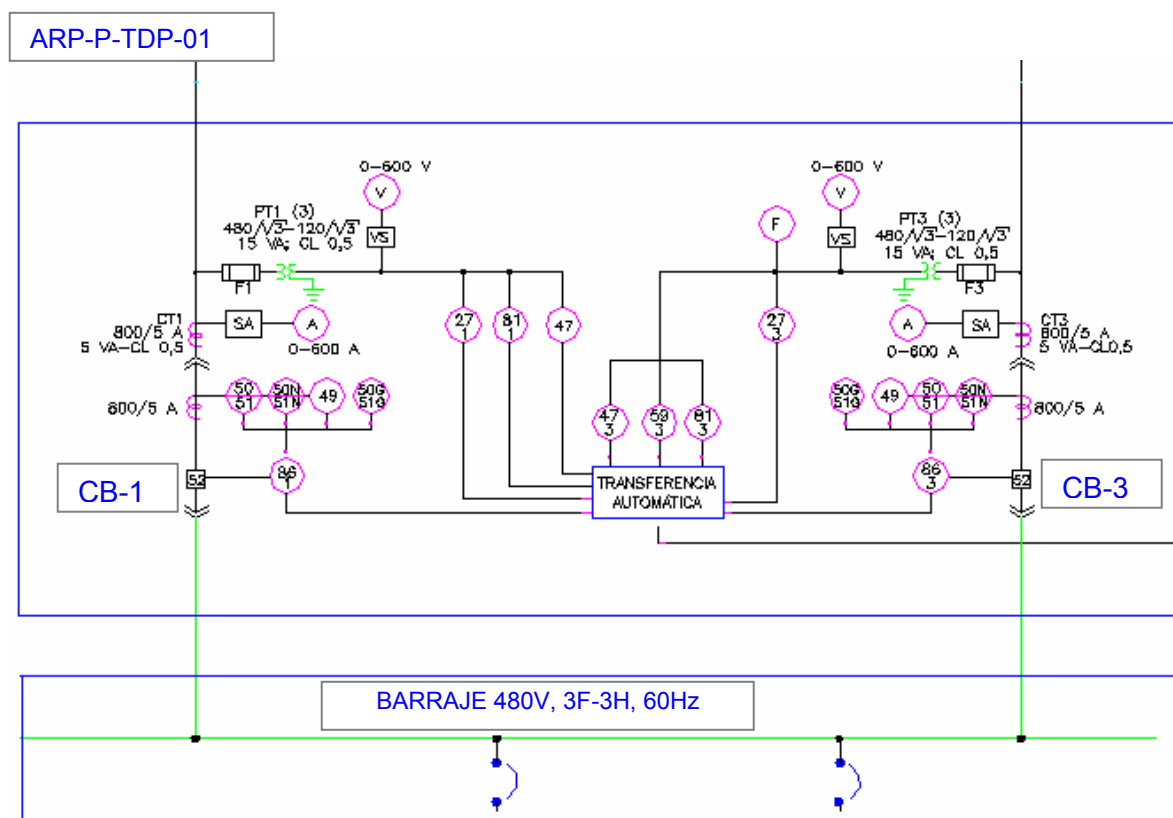 ARP-P-TDP-01
0-600 V
V
VS
PT1 (3)
480/√3-120/√3
15 VA; CL 0,5
F1
CT1
800/5 A
5 VA-CL 0,5
SA
A
0-600 A
27
1
81
1
47
800/5 A
50
51
50N
51N
49
50G
51G
86
1
52
CB-1
0-600 V
V
VS
F
PT3 (3)
480/√3-120/√3
15 VA; CL 0,5
F3
27
3
A
SA
CT3
800/5 A
5 VA-CL0,5
0-600 A
47
3
59
3
81
3
50G
51G
49
50
51
50N
51N
800/5 A
86
3
52
CB-3
TRANSFERENCIA
AUTOMÁTICA
BARRAJE 480V, 3F-3H, 60Hz